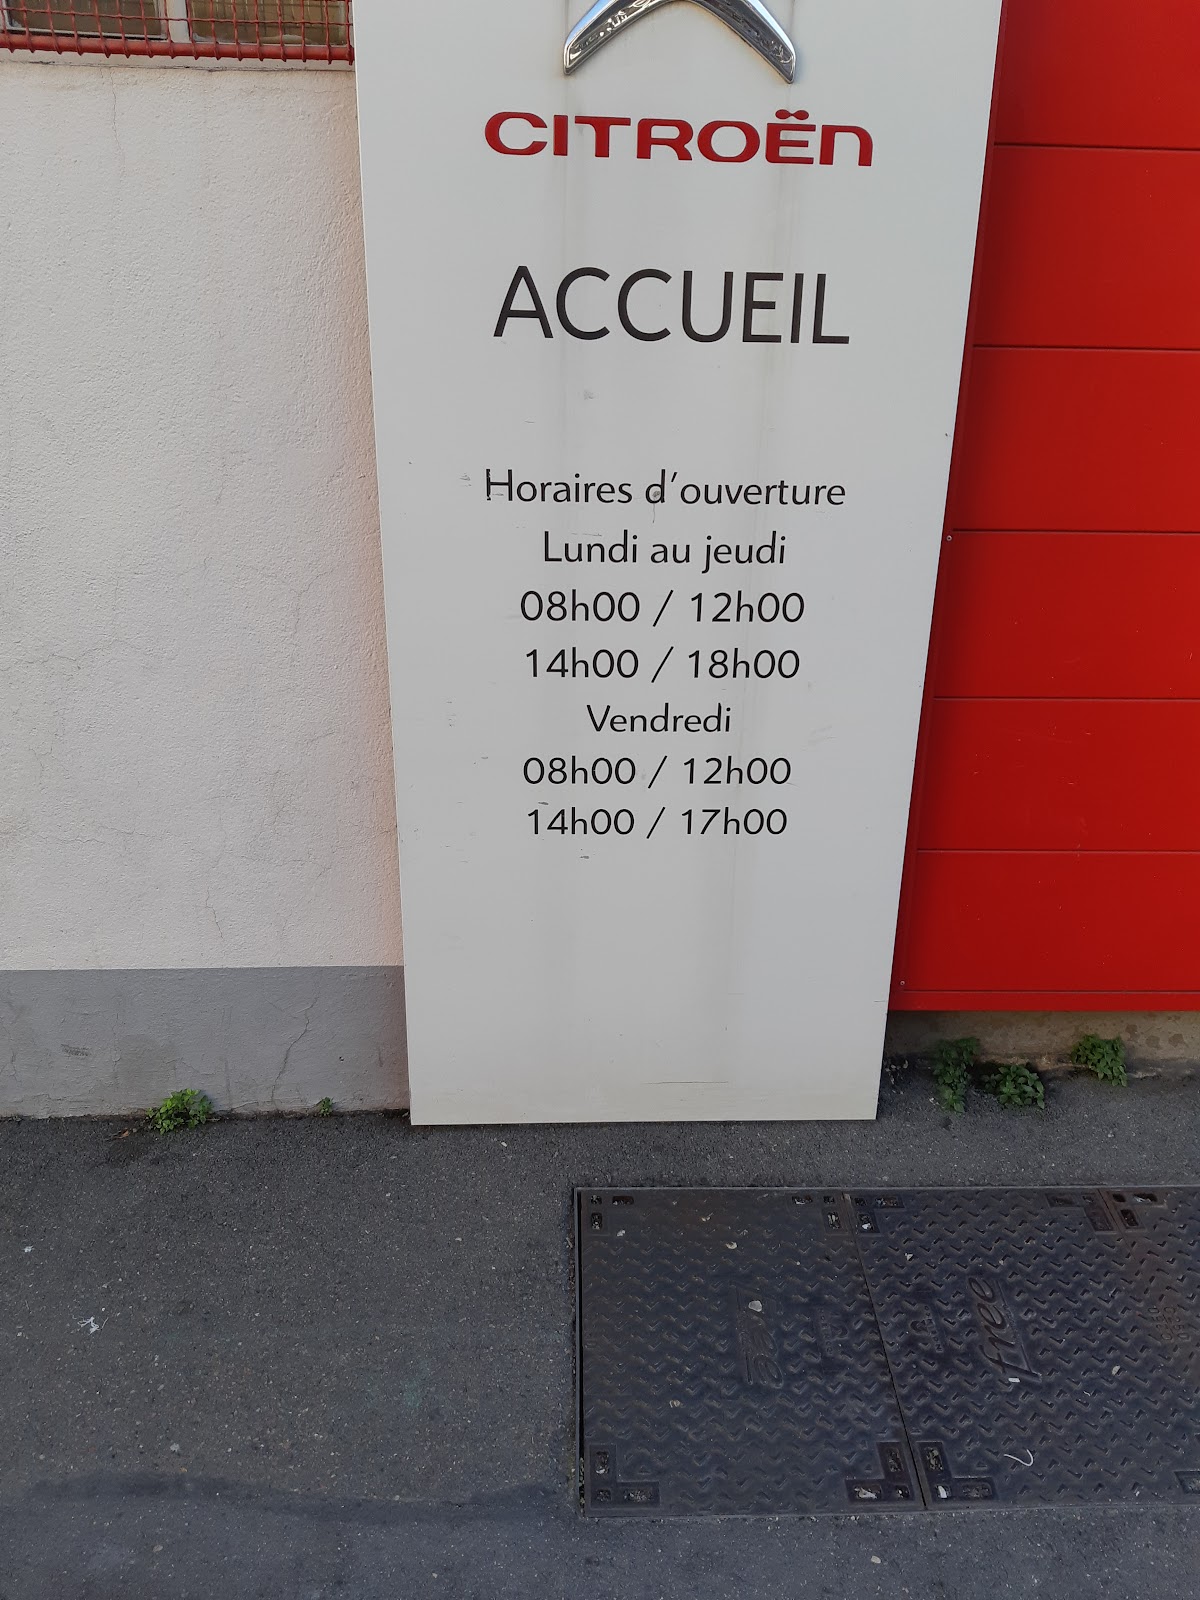 CITROËN
ACCUEIL
Horaires d'ouverture
Lundi au jeudi
08h00 / 12h00
14h00 / 18h00
Vendredi
08h00 / 12h00
14h00 / 17h00
free